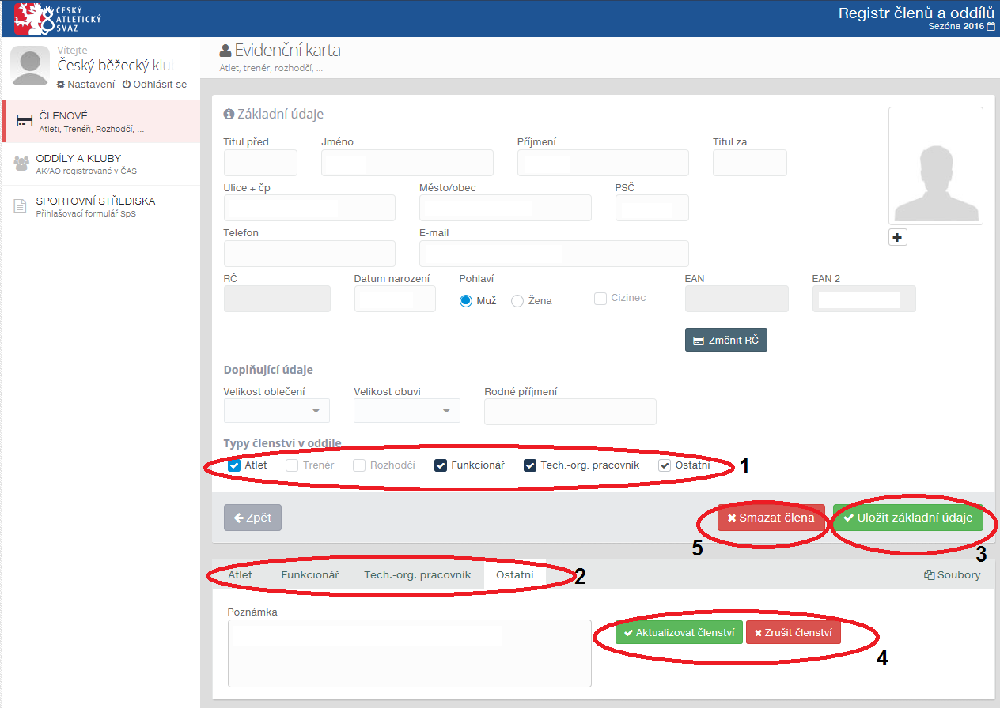 ČESKÝ
ATLETICKÝ
SVAZ
Registr členů a oddílů
Sezóna 2016
Vítejte
Český běžecký klu
Nastavení Odhlásit se
Evidenční karta
Atlet, trenér, rozhodčí, ...
ČLENOVÉ
Atleti, Trenéři, Rozhodčí, ...
ODDÍLY A KLUBY
AK/AO registrované v ČAS
SPORTOVNÍ STŘEDISKA
Přihlašovací formulář SpS
Základní údaje
Titul před Jméno Příjmení Titul za
Ulice + čp Město/obec PSČ
Telefon E-mail
RČ Datum narození Pohlaví EAN EAN 2
Muž Žena Cizinec
Změnit RČ
Doplňující údaje
Velikost oblečení Velikost obuvi Rodné příjmení
Typy členství v oddíle
Atlet Trenér Rozhodčí Funkcionář Tech.-org. pracovník Ostatní 1
Zpět Smazat člena Uložit základní údaje
5 3
Atlet Funkcionář Tech.-org. pracovník Ostatní 2 Soubory
Poznámka
Aktualizovat členství Zrušit členství
4